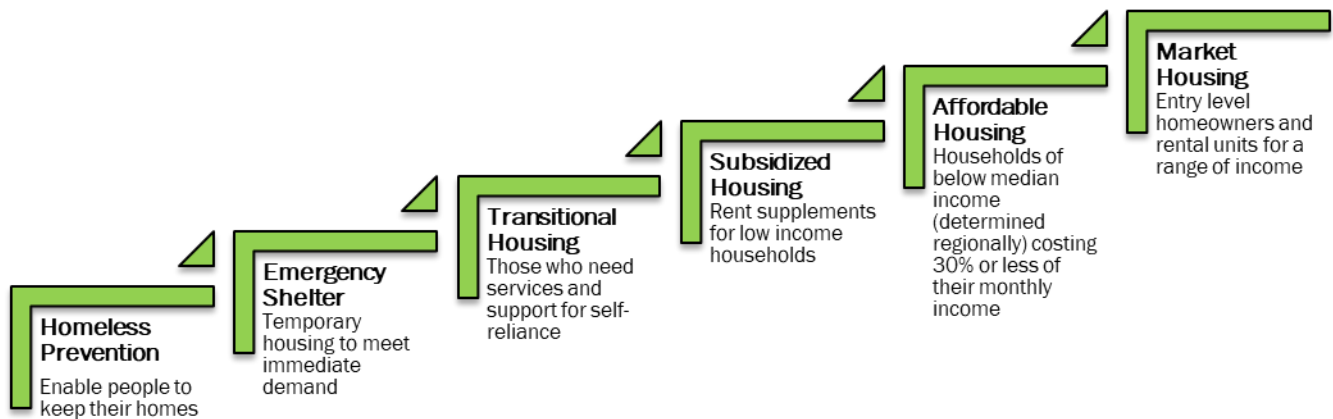 Homeless
Prevention
Enable people to
keep their homes
Emergency
Shelter
Temporary
housing to meet
immediate
demand
Transitional
Housing
Those who need
services and
support for self-
reliance
Subsidized
Housing
Rent supplements
for low income
households
Affordable
Housing
Households of
below median
income
(determined
regionally) costing
30% or less of
their monthly
income
Market
Housing
Entry level
homeowners and
rental units for a
range of income